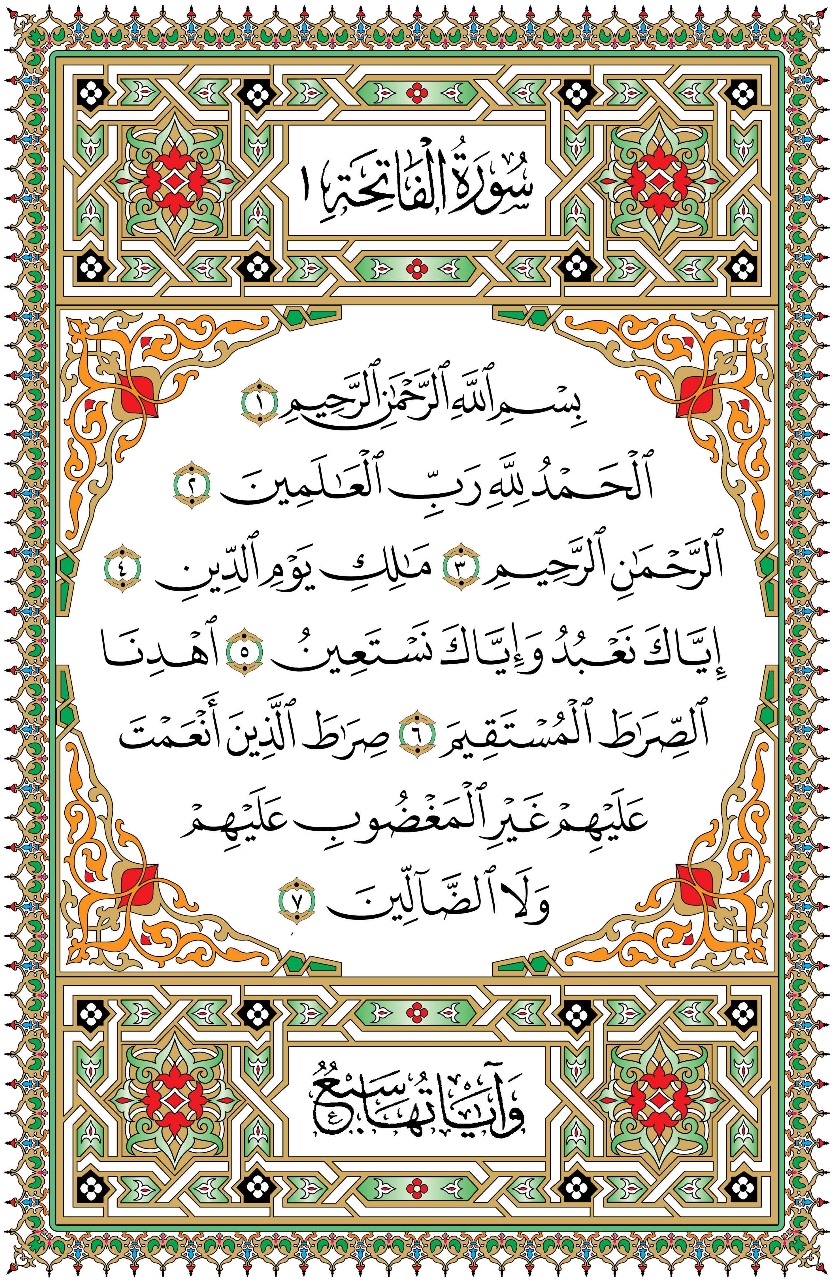 سُورَةُ الْفَاتِحَةِ ١
بِسْمِ ٱللَّهِ ٱلرَّحْمَٰنِ ٱلرَّحِيمِ ١
ٱلْحَمْدُ لِلَّهِ رَبِّ ٱلْعَٰلَمِينَ ٢
ٱلرَّحْمَٰنِ ٱلرَّحِيمِ ٣ مَٰلِكِ يَوْمِ ٱلدِّينِ ٤
إِيَّاكَ نَعْبُدُ وَإِيَّاكَ نَسْتَعِينُ ٥ ٱهْدِنَا
ٱلصِّرَٰطَ ٱلْمُسْتَقِيمَ ٦ صِرَٰطَ ٱلَّذِينَ أَنْعَمْتَ
عَلَيْهِمْ غَيْرِ ٱلْمَغْضُوبِ عَلَيْهِمْ
وَلَا ٱلضَّآلِّينَ ٧
وَآيَاتُهَا سَبْعٌ